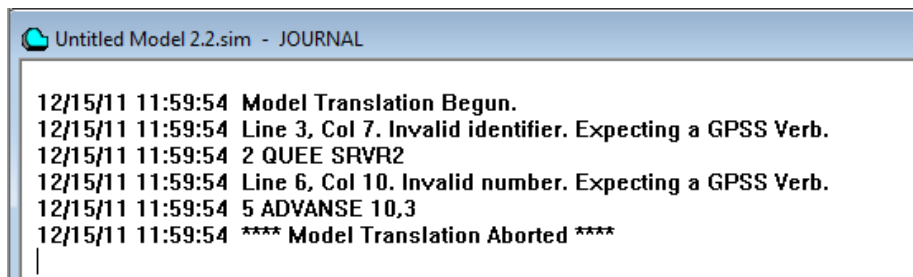 Untitled Model 2.2.sim - JOURNAL
12/15/11 11:59:54 Model Translation Begun.
12/15/11 11:59:54 Line 3, Col 7. Invalid identifier. Expecting a GPSS Verb.
12/15/11 11:59:54 2 QUEE SRVR2
12/15/11 11:59:54 Line 6, Col 10. Invalid number. Expecting a GPSS Verb.
12/15/11 11:59:54 5 ADVANSE 10,3
12/15/11 11:59:54 **** Model Translation Aborted ****